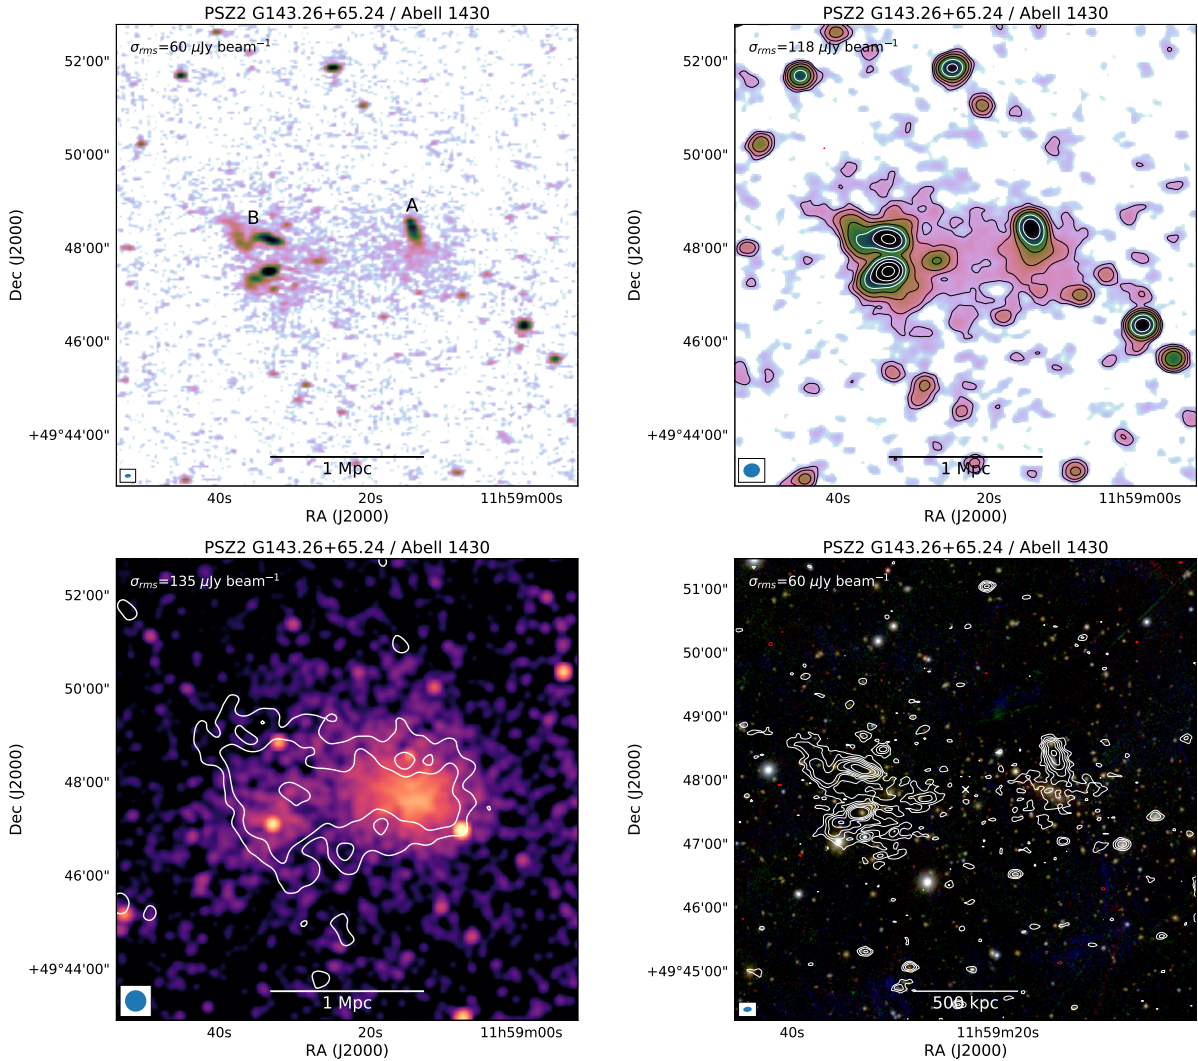 PSZ2 G143.26+65.24 / Abell 1430
σrms=60 μJy beam⁻¹
52'00"
50'00"
48'00"
46'00"
+49°44'00"
Dec (J2000)
B
A
1 Mpc
40s
20s
11h59m00s
RA (J2000)
PSZ2 G143.26+65.24 / Abell 1430
σrms=118 μJy beam⁻¹
52'00"
50'00"
48'00"
46'00"
+49°44'00"
Dec (J2000)
1 Mpc
40s
20s
11h59m00s
RA (J2000)
PSZ2 G143.26+65.24 / Abell 1430
σrms=135 μJy beam⁻¹
52'00"
50'00"
48'00"
46'00"
+49°44'00"
Dec (J2000)
1 Mpc
40s
20s
11h59m00s
RA (J2000)
PSZ2 G143.26+65.24 / Abell 1430
σrms=60 μJy beam⁻¹
51'00"
50'00"
49'00"
48'00"
47'00"
46'00"
+49°45'00"
Dec (J2000)
500 kpc
40s
11h59m20s
RA (J2000)